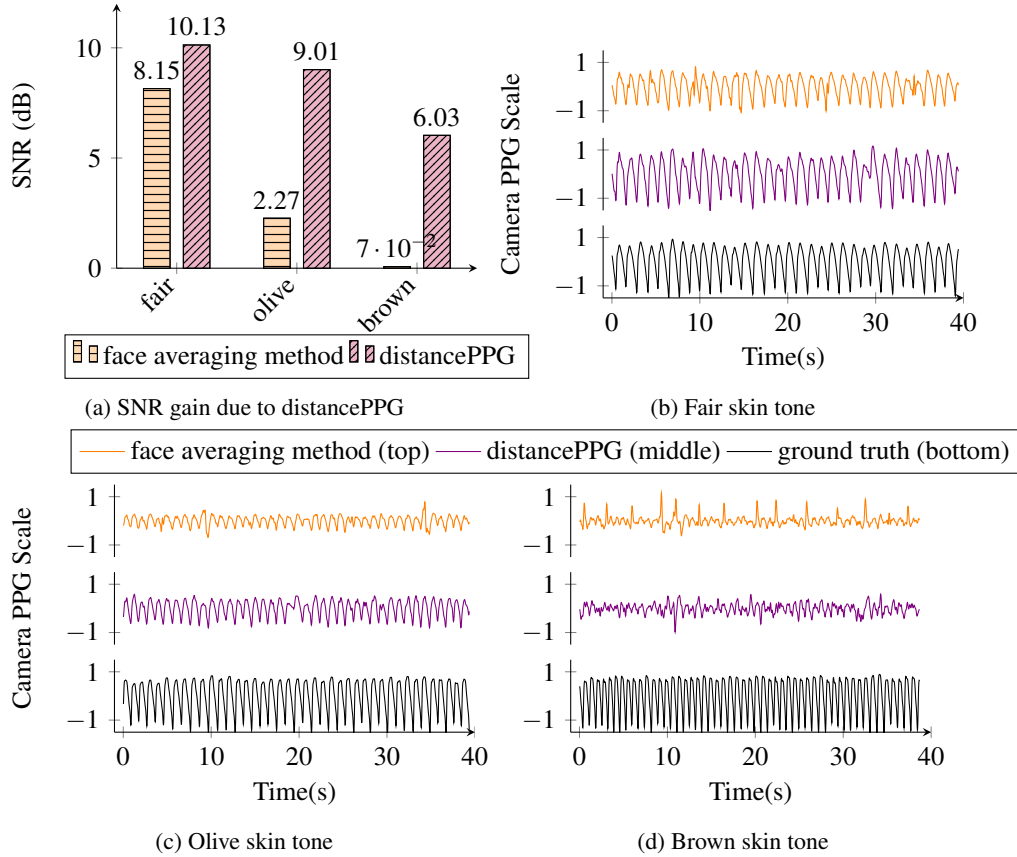 10.13
8.15
9.01
2.27
7 · 10⁻²
6.03
10
5
0
SNR (dB)
fair
olive
brown
face averaging method distancePPG
(a) SNR gain due to distancePPG
1
−1
1
−1
1
−1
Camera PPG Scale
0 10 20 30 40
Time(s)
(b) Fair skin tone
face averaging method (top) distancePPG (middle) ground truth (bottom)
1
−1
1
−1
1
−1
Camera PPG Scale
0 10 20 30 40
Time(s)
(c) Olive skin tone
1
−1
1
−1
1
−1
0 10 20 30 40
Time(s)
(d) Brown skin tone